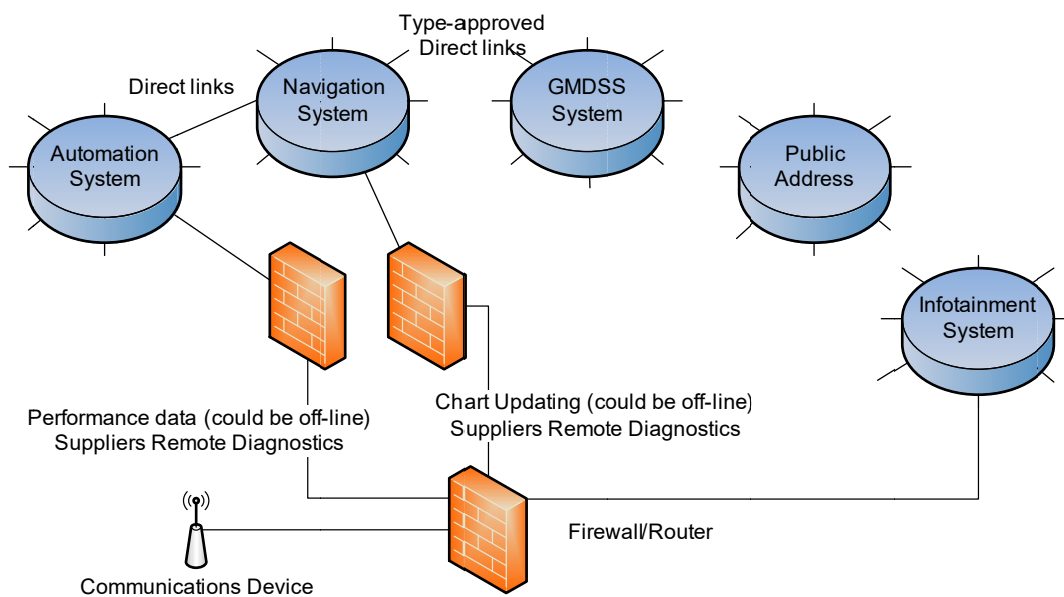 Type-approved
Direct links
Direct links
Navigation
System
GMDSS
System
Automation
System
Public
Address
Infotainment
System
Performance data (could be off-line)
Suppliers Remote Diagnostics
Chart Updating (could be off-line)
Suppliers Remote Diagnostics
Firewall/Router
Communications Device